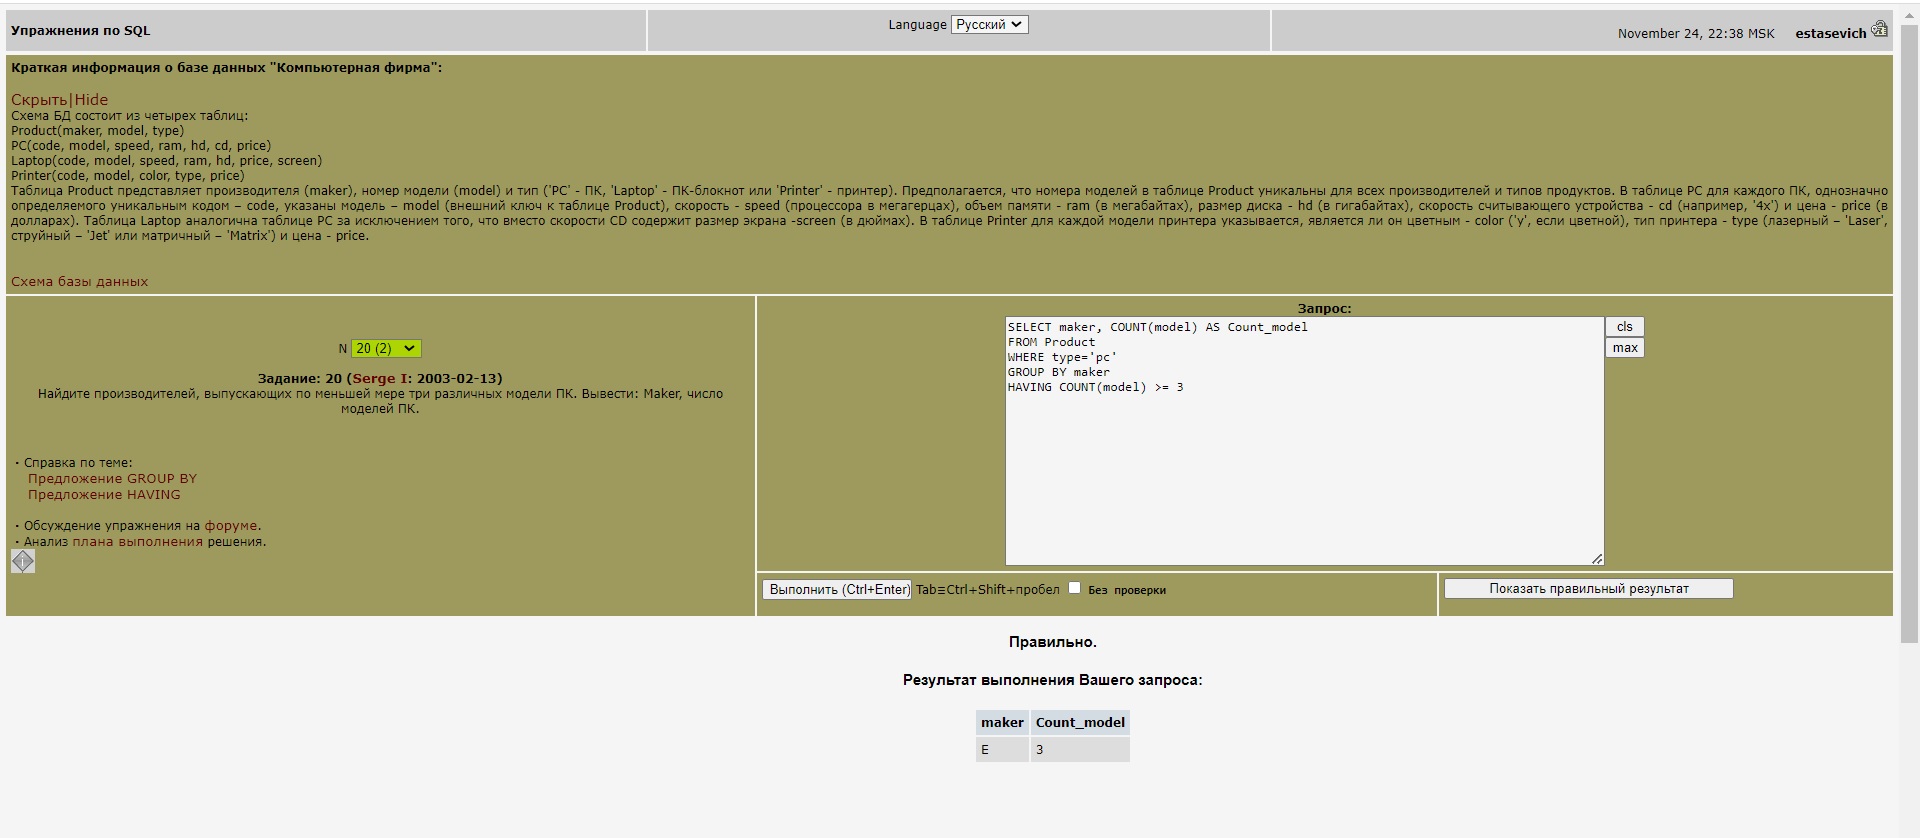 Упражнения по SQL
Language Русский
November 24, 22:38 MSK estasevich
Краткая информация о базе данных "Компьютерная фирма":
Скрыть|Hide
Схема БД состоит из четырех таблиц:
Product(maker, model, type)
PC(code, model, speed, ram, hd, cd, price)
Laptop(code, model, speed, ram, hd, price, screen)
Printer(code, model, color, type, price)
Таблица Product представляет производителя (maker), номер модели (model) и тип ('PC' - ПК, 'Laptop' - ПК-блокнот или 'Printer' - принтер). Предполагается, что номера моделей в таблице Product уникальны для всех производителей и типов продуктов. В таблице PC для каждого ПК, однозначно
определяемого уникальным кодом – code, указаны модель – model (внешний ключ к таблице Product), скорость - speed (процессора в мегагерцах), объем памяти - ram (в мегабайтах), размер диска - hd (в гигабайтах), скорость считывающего устройства - cd (например, '4x') и цена - price (в
долларах). Таблица Laptop аналогична таблице РС за исключением того, что вместо скорости CD содержит размер экрана -screen (в дюймах). В таблице Printer для каждой модели принтера указывается, является ли он цветным - color ('y', если цветной), тип принтера - type (лазерный – 'Laser',
струйный – 'Jet' или матричный – 'Matrix') и цена - price.
Схема базы данных
N 20 (2)
Задание: 20 (Serge I: 2003-02-13)
Найдите производителей, выпускающих по меньшей мере три различных модели ПК. Вывести: Maker, число
моделей ПК.
· Справка по теме:
Предложение GROUP BY
Предложение HAVING
· Обсуждение упражнения на форуме.
· Анализ плана выполнения решения.
Запрос:
SELECT maker, COUNT(model) AS Count_model
FROM Product
WHERE type='pc'
GROUP BY maker
HAVING COUNT(model) >= 3
cls
max
Выполнить (Ctrl+Enter) Tab≡Ctrl+Shift+пробел Без проверки
Показать правильный результат
Правильно.
Результат выполнения Вашего запроса:
maker Count_model
E 3